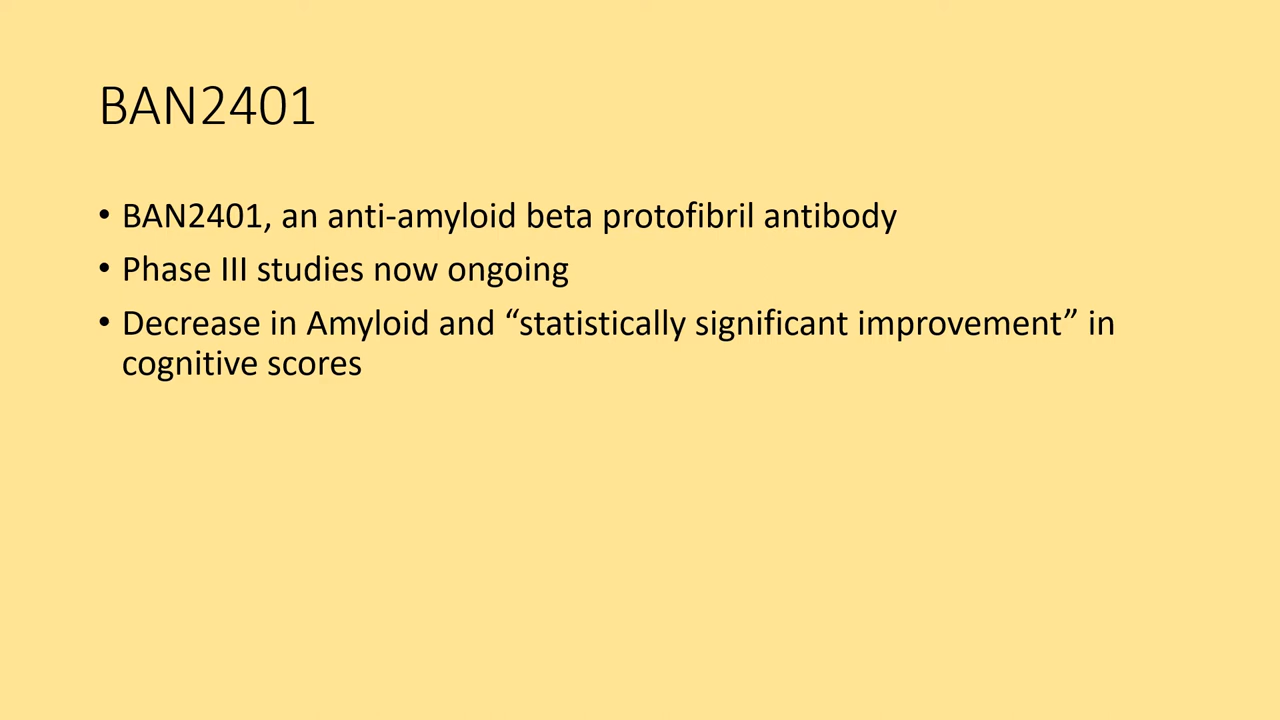 BAN2401
• BAN2401, an anti-amyloid beta protofibril antibody
• Phase III studies now ongoing
• Decrease in Amyloid and “statistically significant improvement” in
cognitive scores